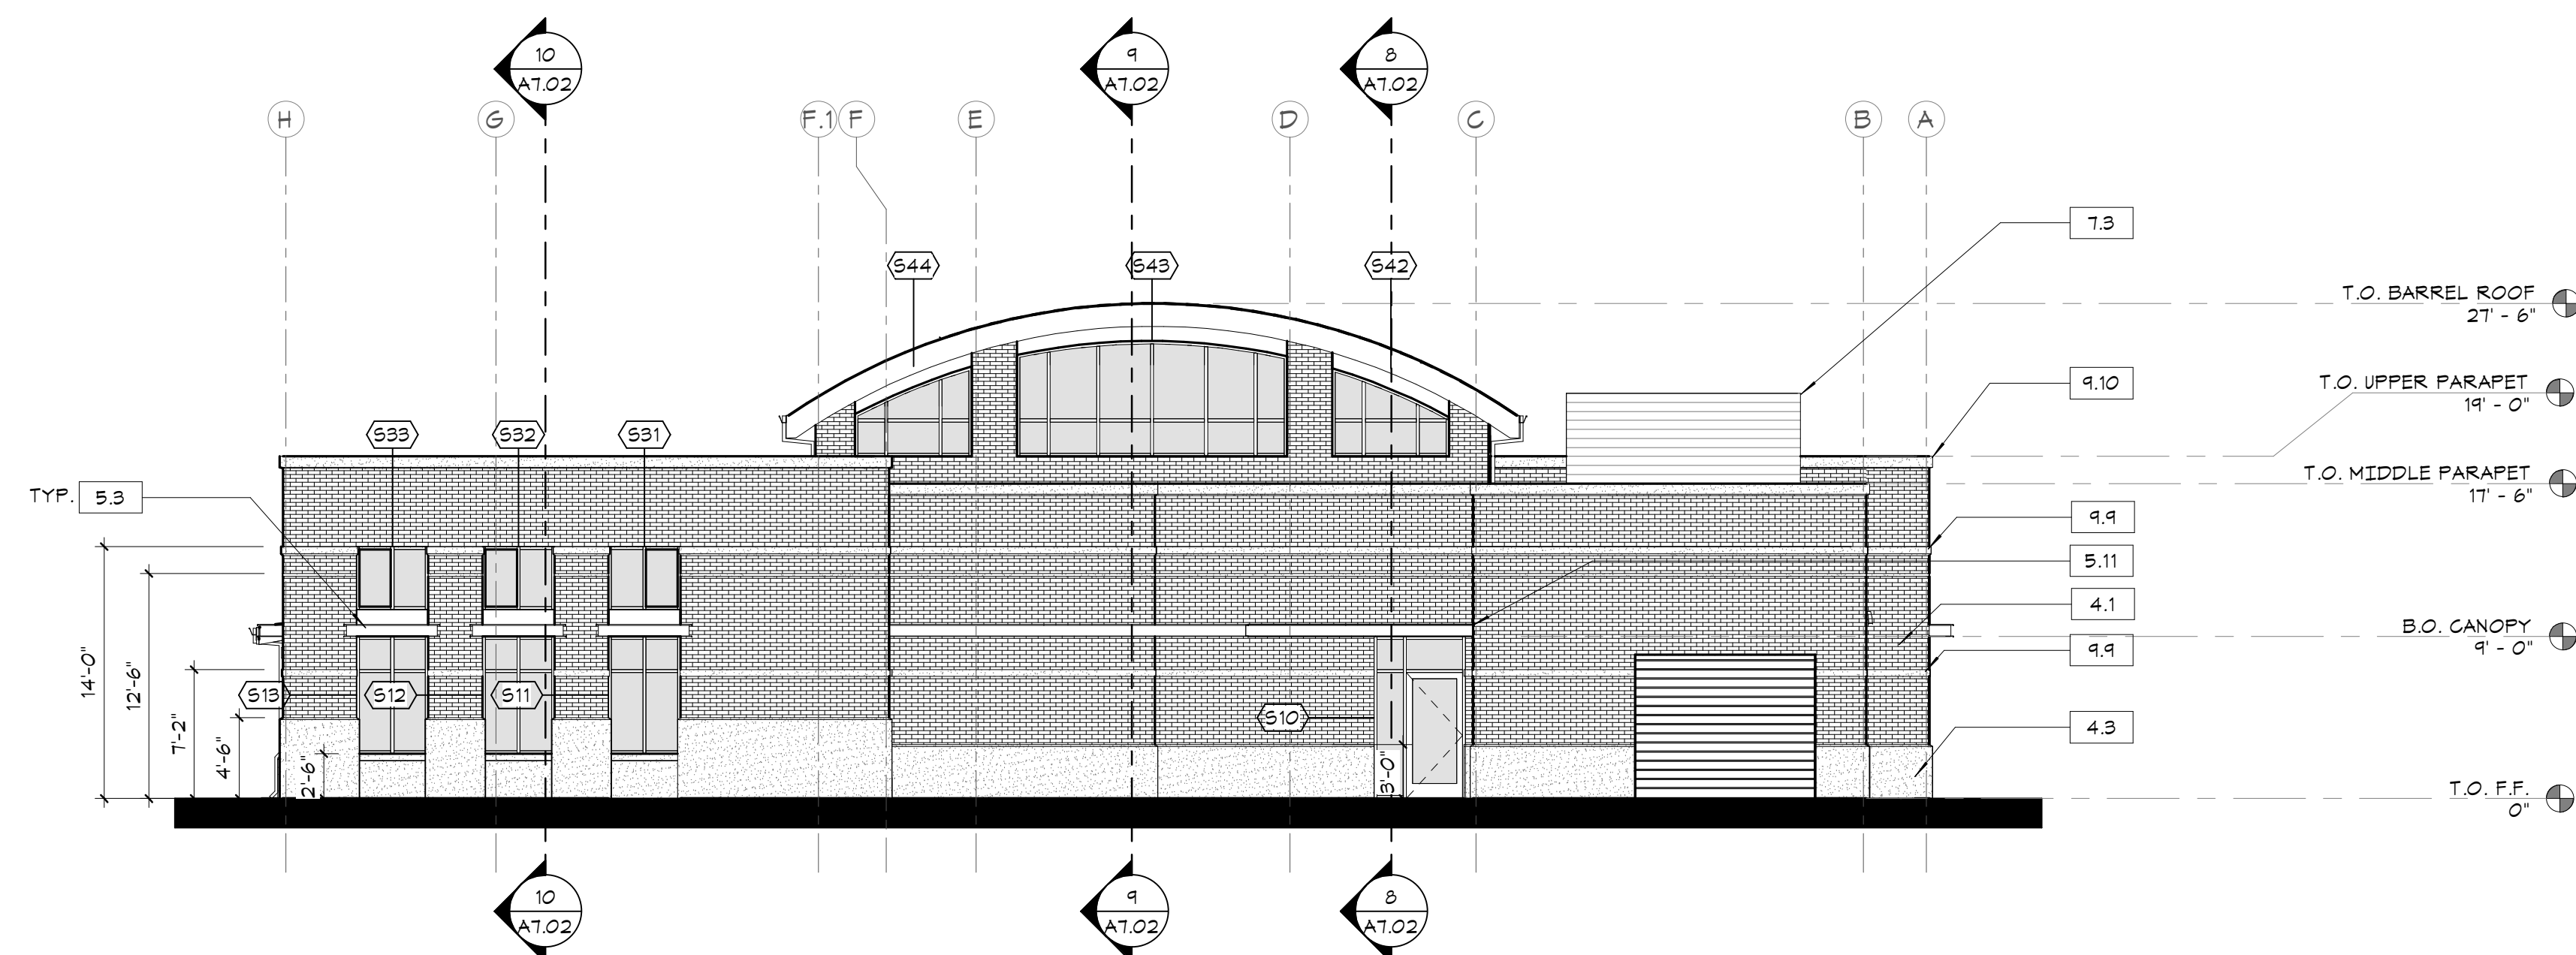 10
A7.02
9
A7.02
8
A7.02
H
G
F.1
F
E
D
C
B
A
7.3
S44
S43
S42
T.O. BARREL ROOF
27' - 6"
9.10
T.O. UPPER PARAPET
19' - 0"
S33
S32
S31
T.O. MIDDLE PARAPET
17' - 6"
TYP. 5.3
9.9
5.11
4.1
B.O. CANOPY
9' - 0"
9.9
14'-0"
12'-6"
7'-2"
4'-6"
2'-6"
S13
S12
S11
S10
3'-0"
4.3
T.O. F.F.
0"
10
A7.02
9
A7.02
8
A7.02